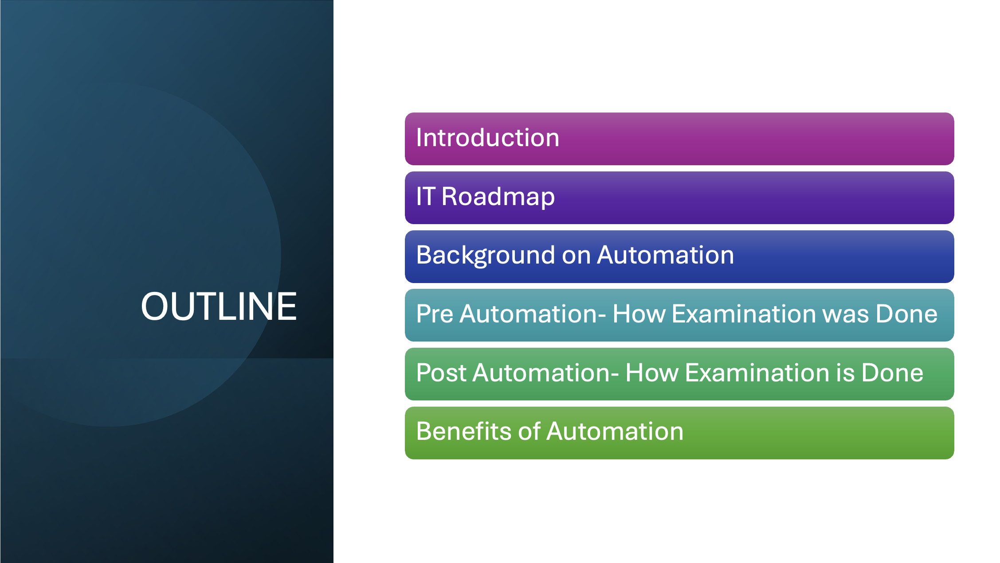 OUTLINE
Introduction
IT Roadmap
Background on Automation
Pre Automation- How Examination was Done
Post Automation- How Examination is Done
Benefits of Automation